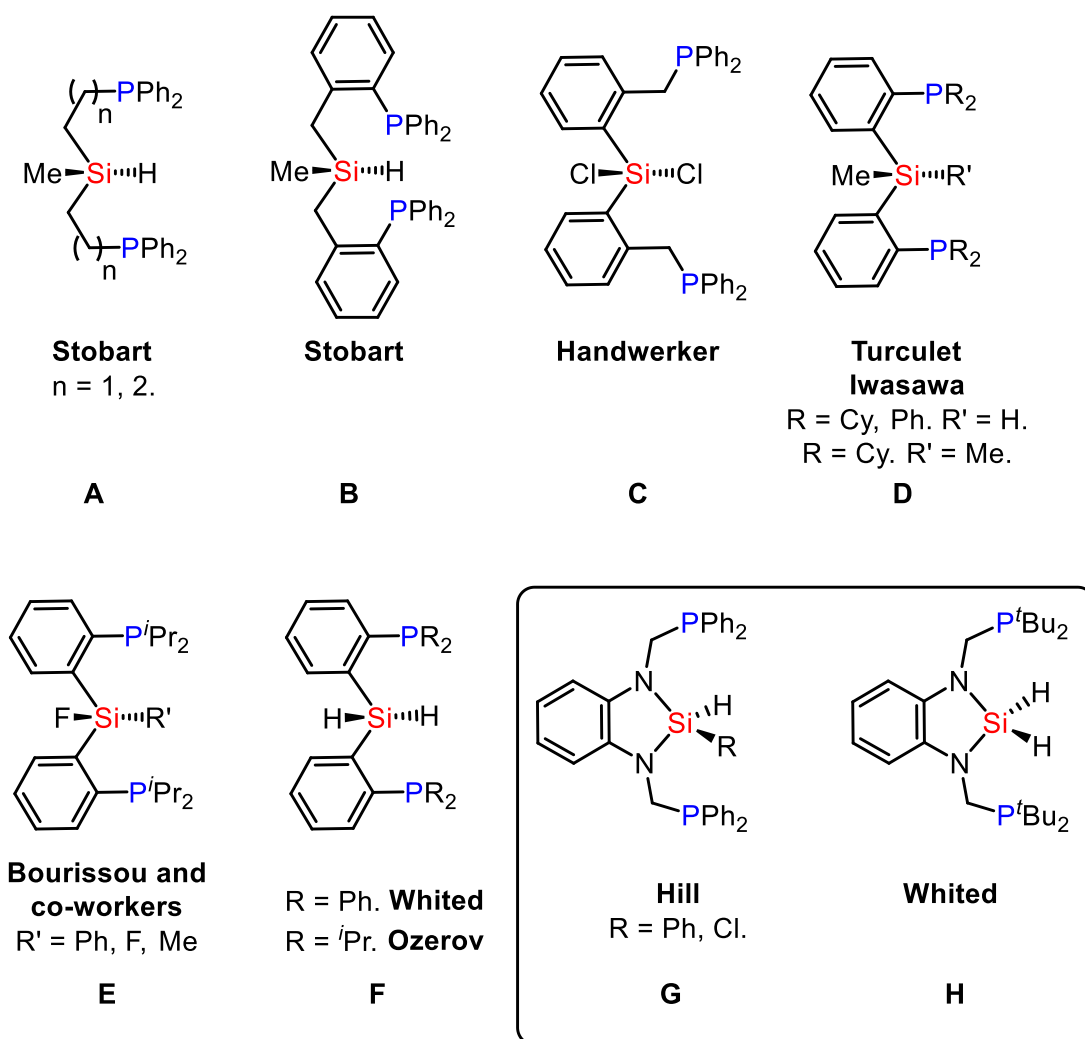 PPh2
n
Me Si H
n
PPh2
Stobart
n = 1, 2.
A
PPh2
Me Si H
PPh2
Stobart
B
PPh2
Cl Si Cl
PPh2
Handwerker
C
PR2
Me Si R'
PR2
Turculet
Iwasawa
R = Cy, Ph. R' = H.
R = Cy. R' = Me.
D
PiPr2
F Si R'
PiPr2
Bourissou and
co-workers
R' = Ph, F, Me
E
PR2
H Si H
PR2
R = Ph. Whited
R = iPr. Ozerov
F
PPh2
N
H
Si
R
N
PPh2
Hill
R = Ph, Cl.
G
PtBu2
N
H
Si
H
N
PtBu2
Whited
H